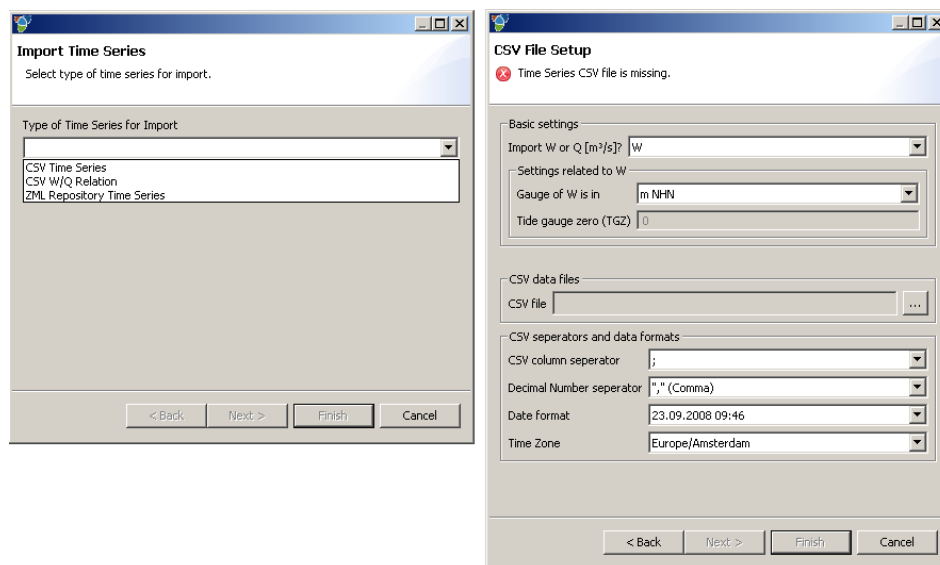 Import Time Series
Select type of time series for import.
Type of Time Series for Import
CSV Time Series
CSV W/Q Relation
ZML Repository Time Series
< Back Next > Finish Cancel
CSV File Setup
Time Series CSV file is missing.
Basic settings
Import W or Q [m³/s]? W
Settings related to W
Gauge of W is in m NHN
Tide gauge zero (TGZ) 0
CSV data files
CSV file ...
CSV seperators and data formats
CSV column seperator ;
Decimal Number seperator "," (Comma)
Date format 23.09.2008 09:46
Time Zone Europe/Amsterdam
< Back Next > Finish Cancel